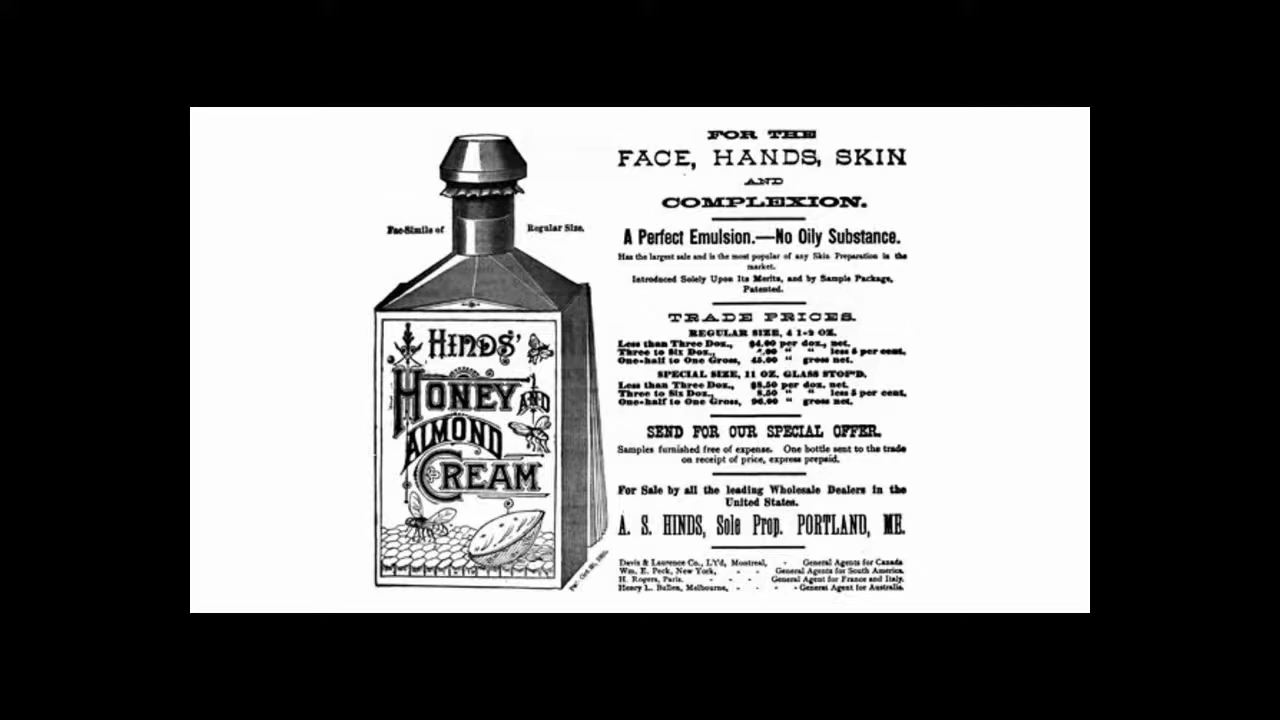 Fac-Simile of Regular Size.
HINDS'
HONEY AND
ALMOND
CREAM
FOR THE
FACE, HANDS, SKIN
AND
COMPLEXION.
A Perfect Emulsion.—No Oily Substance.
Has the largest sale and is the most popular of any Skin Preparation in the
market.
Introduced Solely Upon Its Merits, and by Sample Package,
Patented.
TRADE PRICES.
REGULAR SIZE, 4 1-2 OZ.
Less than Three Doz., $4.00 per doz., net.
Three to Six Doz., " " less 5 per cent.
One-half to One Gross, 45.00 " gross net.
SPECIAL SIZE, 11 OZ. GLASS STOP'D.
Less than Three Doz., $8.50 per doz. net.
Three to Six Doz., 8.50 " " less 5 per cent.
One-half to One Gross, 96.00 " gross net.
SEND FOR OUR SPECIAL OFFER.
Samples furnished free of expense. One bottle sent to the trade
on receipt of price, express prepaid.
For Sale by all the leading Wholesale Dealers in the
United States.
A. S. HINDS, Sole Prop. PORTLAND, ME.
Davis & Laurence Co., LT'd, Montreal, - General Agents for Canada
Wm. E. Peck, New York, - - General Agents for South America.
H. Rogers, Paris. - - - - General Agent for France and Italy.
Henry L. Bullen, Melbourne, - - - - General Agent for Australia.